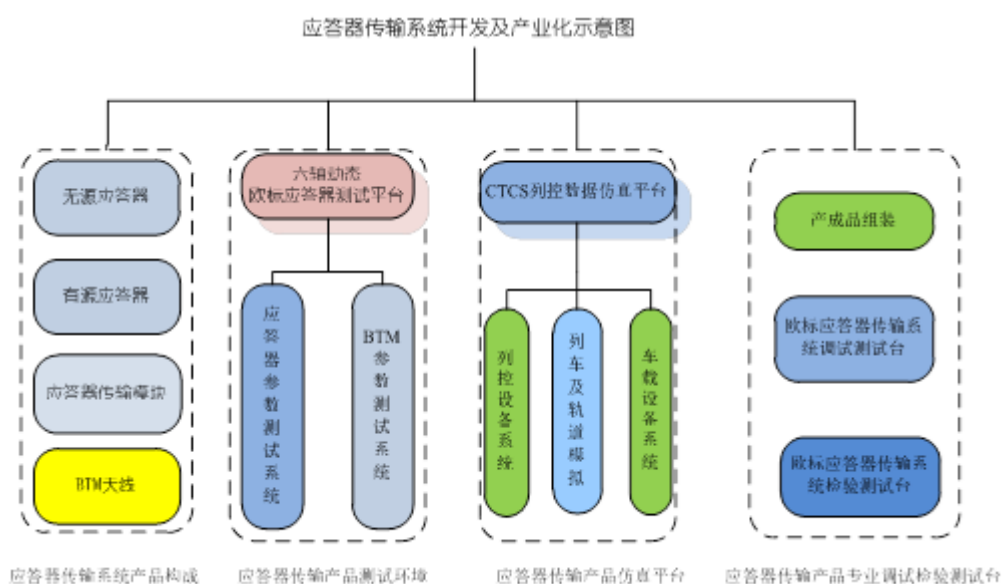 应答器传输系统开发及产业化示意图
无源应答器
有源应答器
应答器传输模块
BTM天线
应答器传输系统产品构成
六轴动态
欧标应答器测试平台
应答器参数测试系统
BTM参数测试系统
应答器传输产品测试环境
CTCS列控数据仿真平台
列控设备系统
列车及轨道模拟
车载设备系统
应答器传输产品仿真平台
产成品组装
欧标应答器传输系
统调试测试台
欧标应答器传输系
统检验测试台
应答器传输产品专业调试检验测试台